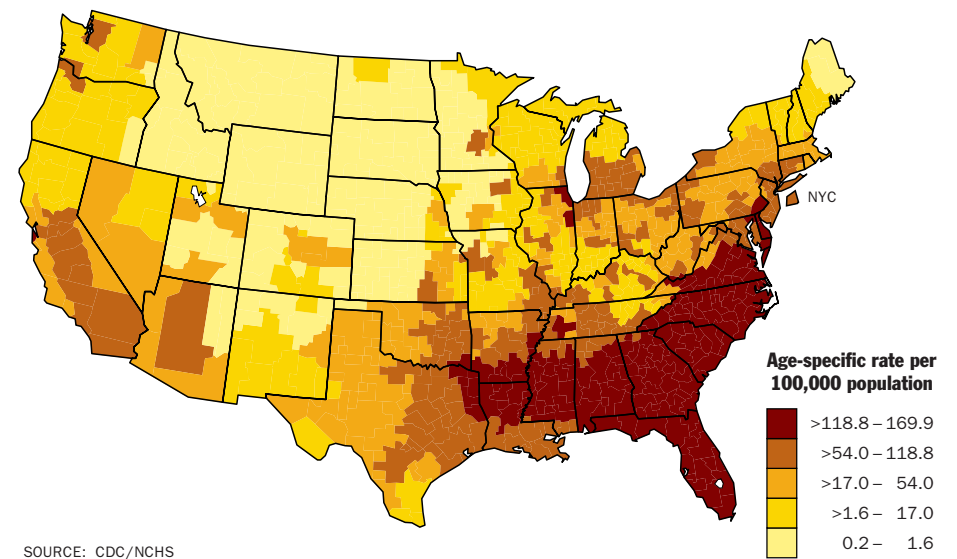 NYC
Age-specific rate per
100,000 population
>118.8 – 169.9
>54.0 – 118.8
>17.0 – 54.0
>1.6 – 17.0
0.2 – 1.6
SOURCE: CDC/NCHS